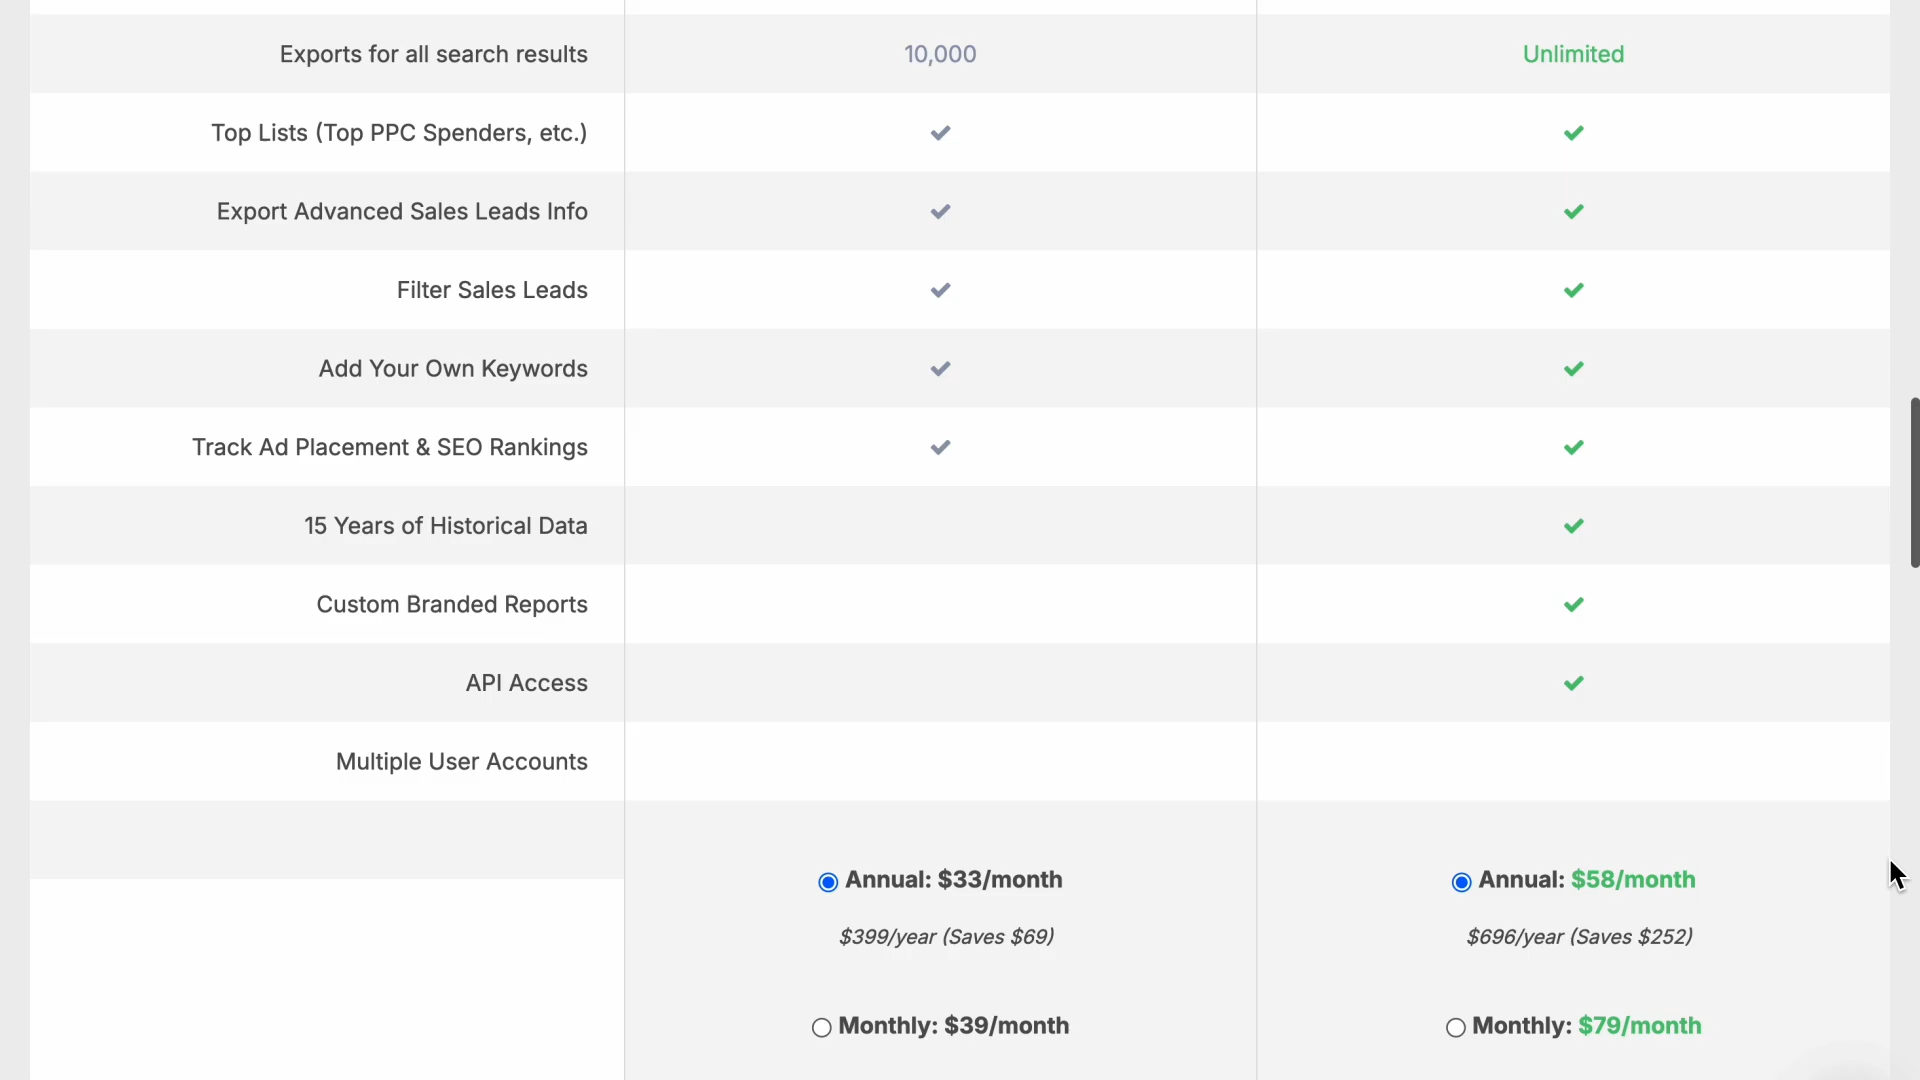 Exports for all search results 10,000 Unlimited
Top Lists (Top PPC Spenders, etc.)
Export Advanced Sales Leads Info
Filter Sales Leads
Add Your Own Keywords
Track Ad Placement & SEO Rankings
15 Years of Historical Data
Custom Branded Reports
API Access
Multiple User Accounts
Annual: $33/month Annual: $58/month
$399/year (Saves $69) $696/year (Saves $252)
Monthly: $39/month Monthly: $79/month